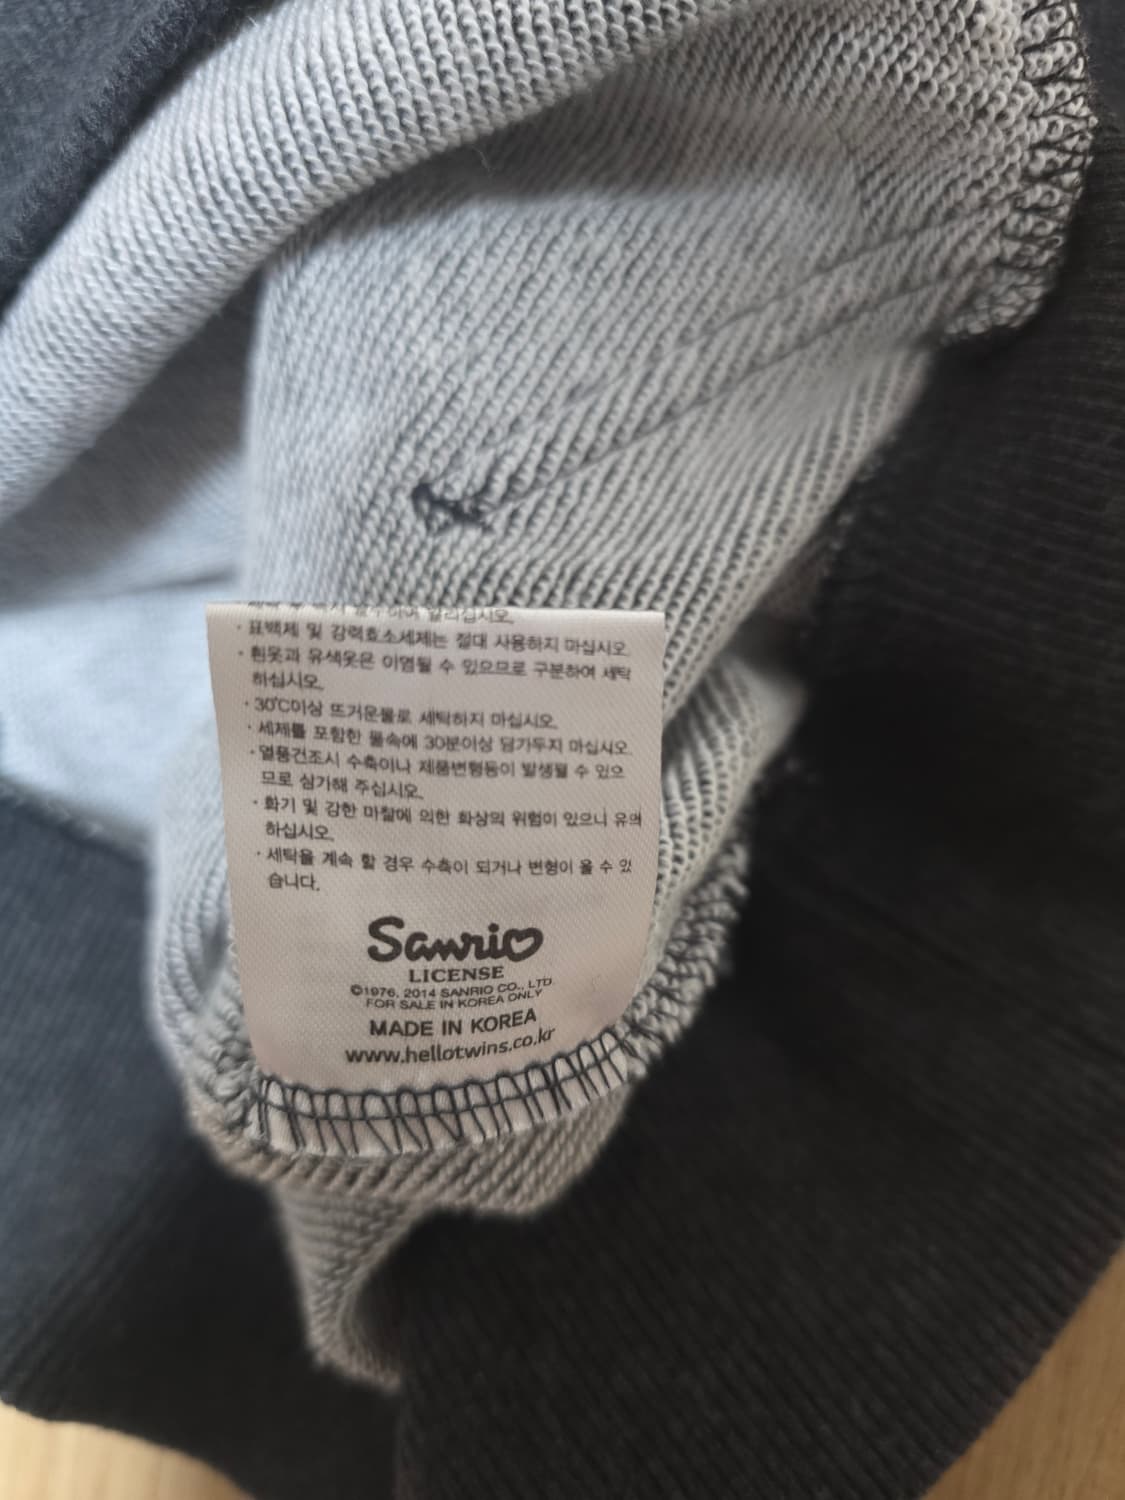 말리십시오.
· 표백제 및 강력효소세제는 절대 사용하지 마십시오.
· 흰옷과 유색옷은 이염될 수 있으므로 구분하여 세탁
하십시오.
· 30℃이상 뜨거운물로 세탁하지 마십시오.
· 세제를 포함한 물속에 30분이상 담가두지 마십시오.
· 열풍건조시 수축이나 제품변형등이 발생될 수 있으
므로 삼가해 주십시오.
· 화기 및 강한 마찰에 의한 화상의 위험이 있으니 유의
하십시오.
· 세탁을 계속 할 경우 수축이 되거나 변형이 올 수 있
습니다.
Sanrio
LICENSE
©1976, 2014 SANRIO CO., LTD.
FOR SALE IN KOREA ONLY
MADE IN KOREA
www.hellotwins.co.kr